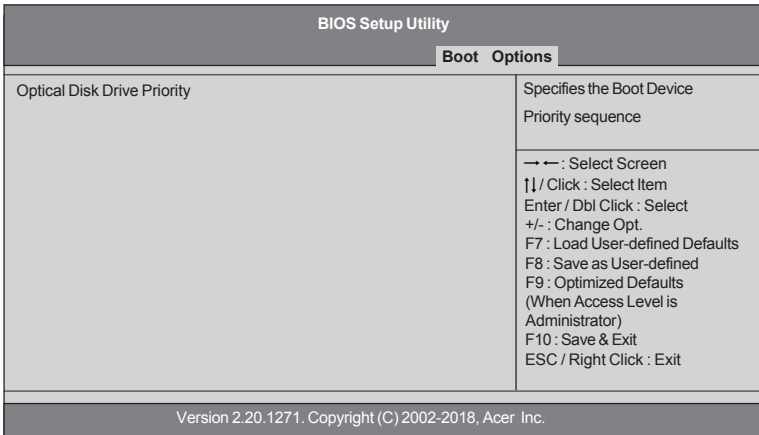 BIOS Setup Utility
Boot Options
Optical Disk Drive Priority
Specifies the Boot Device
Priority sequence
→ ← : Select Screen
↑↓ / Click : Select Item
Enter / Dbl Click : Select
+/- : Change Opt.
F7 : Load User-defined Defaults
F8 : Save as User-defined
F9 : Optimized Defaults
(When Access Level is
Administrator)
F10 : Save & Exit
ESC / Right Click : Exit
Version 2.20.1271. Copyright (C) 2002-2018, Acer Inc.